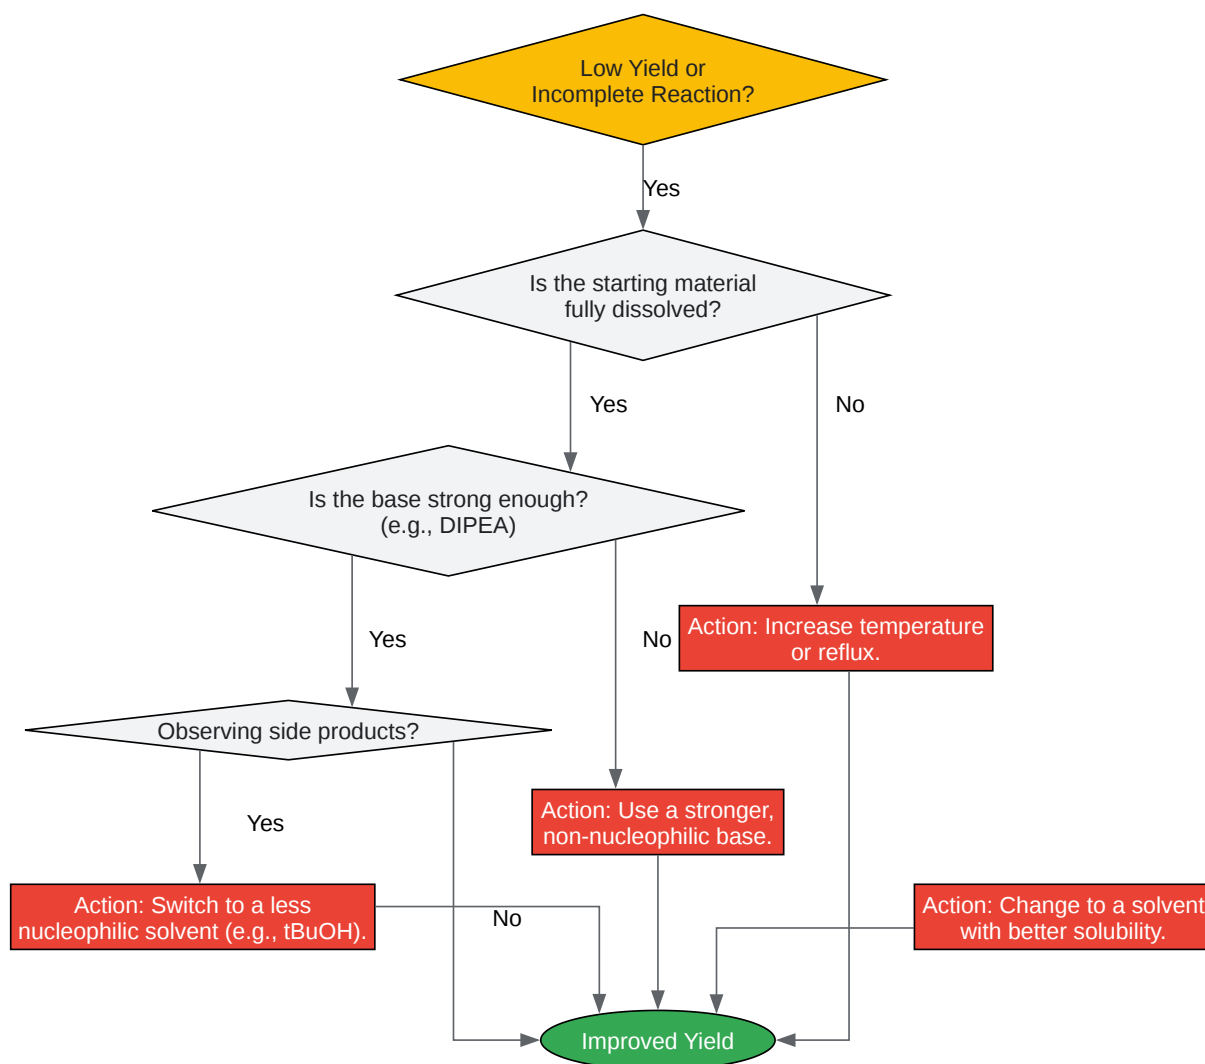 Low Yield or
Incomplete Reaction?
Yes
Is the starting material
fully dissolved?
Yes
No
Is the base strong enough?
(e.g., DIPEA)
Yes
No
Action: Increase temperature
or reflux.
Observing side products?
Yes
Action: Use a stronger,
non-nucleophilic base.
Action: Switch to a less
nucleophilic solvent (e.g., tBuOH).
No
Action: Change to a solvent
with better solubility.
Improved Yield